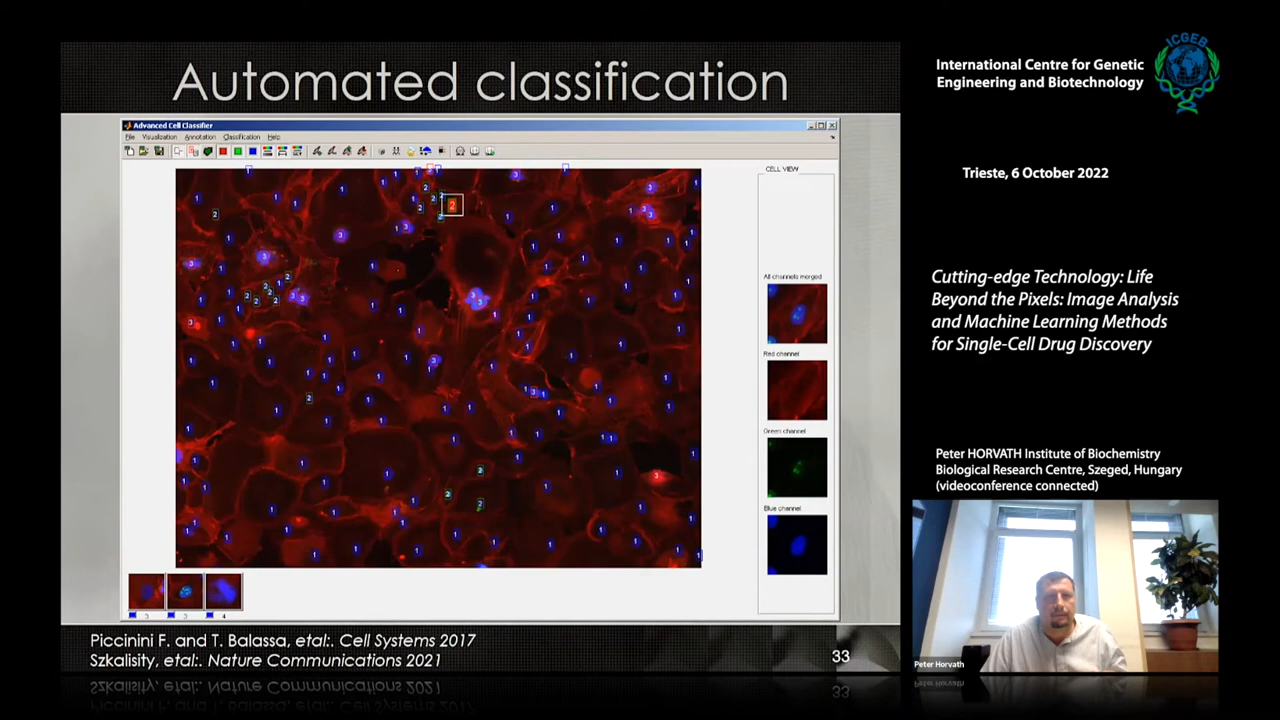 Automated classification
Advanced Cell Classifier
File Visualization Annotation Classification Help
CELL VIEW
All channels merged
Red channel
Green channel
Blue channel
Piccinini F. and T. Balassa, etal:. Cell Systems 2017
Szkalisity, etal:. Nature Communications 2021
33
International Centre for Genetic
Engineering and Biotechnology
ICGEB
Trieste, 6 October 2022
Cutting-edge Technology: Life
Beyond the Pixels: Image Analysis
and Machine Learning Methods
for Single-Cell Drug Discovery
Peter HORVATH Institute of Biochemistry
Biological Research Centre, Szeged, Hungary
(videoconference connected)
Peter Horvath